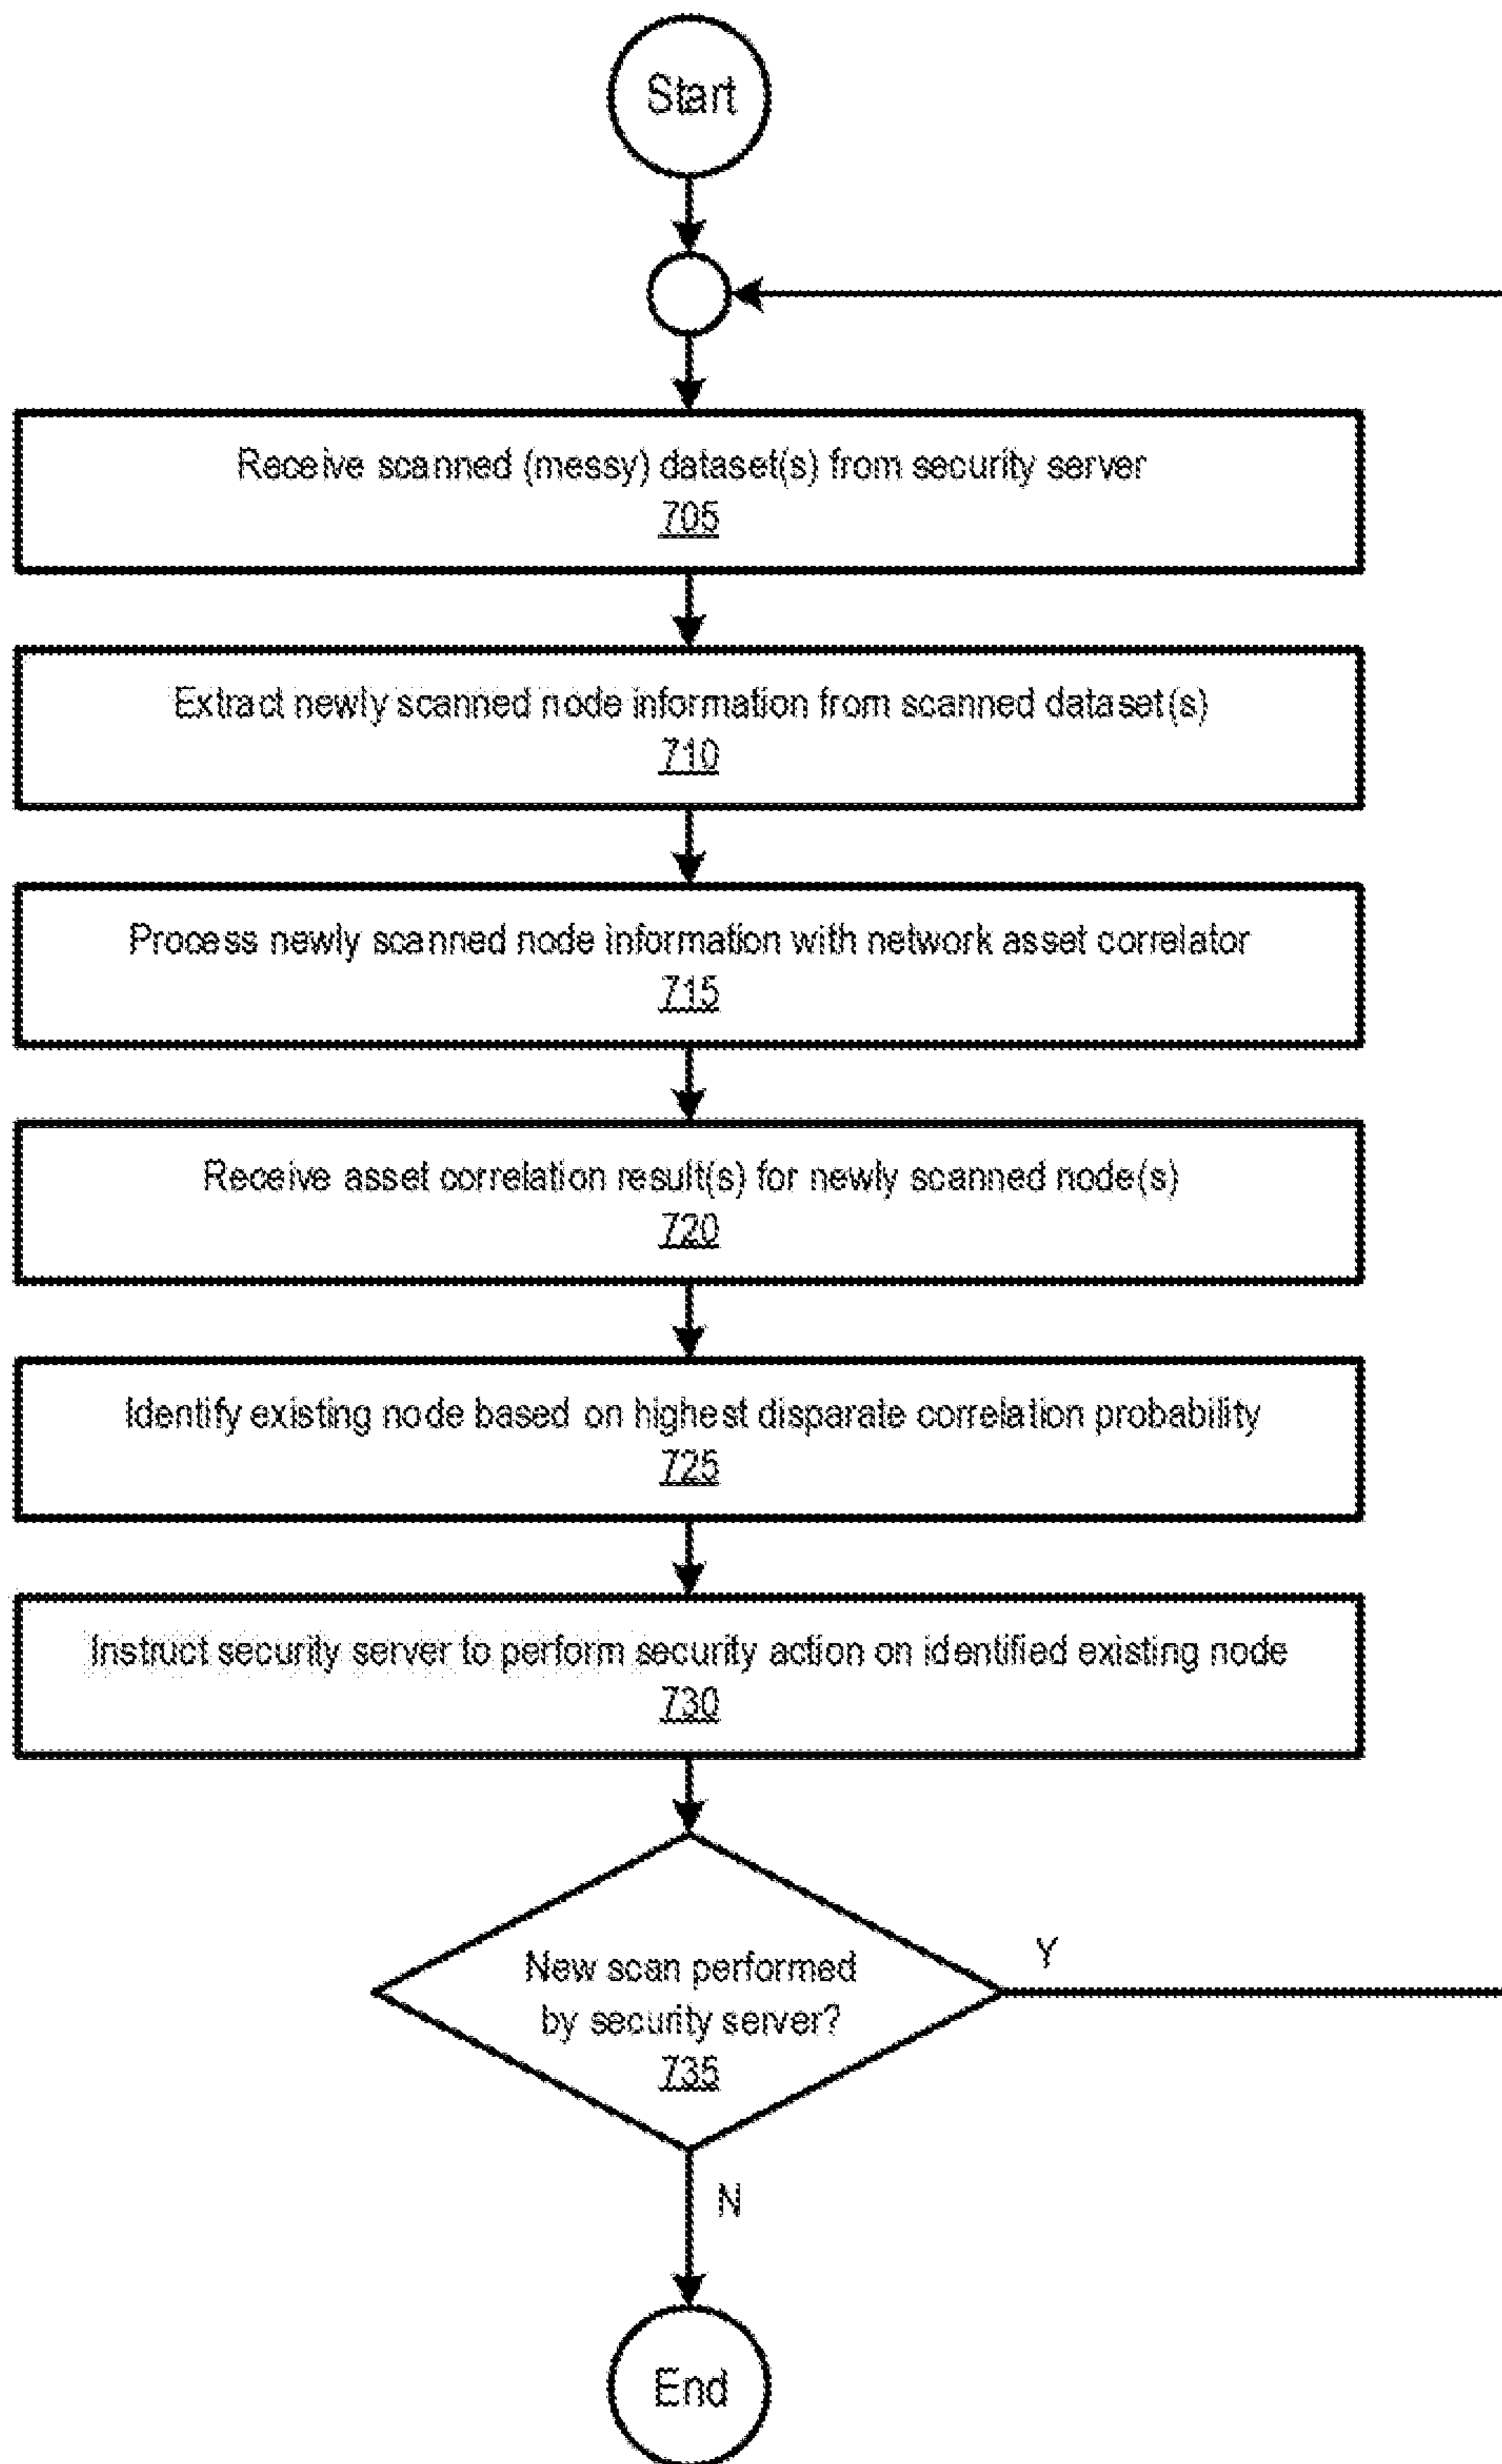 Start
Receive scanned (messy) dataset(s) from security server
705
Extract newly scanned node information from scanned dataset(s)
710
Process newly scanned node information with network asset correlator
715
Receive asset correlation result(s) for newly scanned node(s)
720
Identify existing node based on highest disparate correlation probability
725
Instruct security server to perform security action on identified existing node
730
New scan performed
by security server?
735
Y
N
End